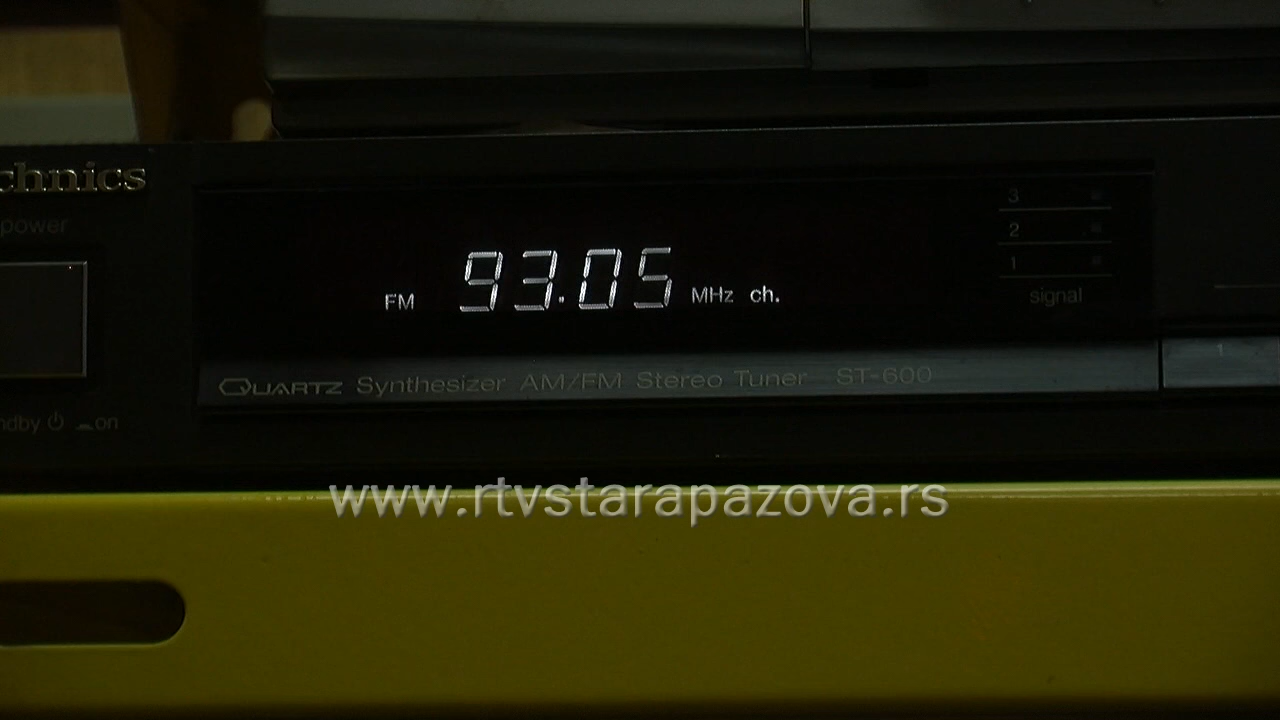 chnics
power
3
2
1
signal
FM 93.05 MHz ch.
1
QUARTZ Synthesizer AM/FM Stereo Tuner ST-600
ndby on
www.rtvstarapazova.rs